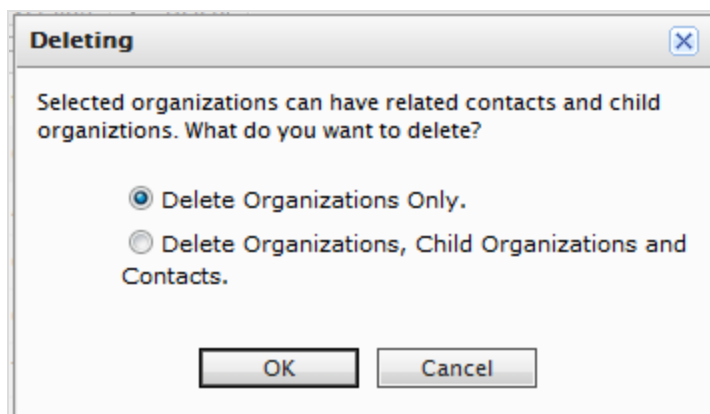 Deleting
Selected organizations can have related contacts and child
organiztions. What do you want to delete?
Delete Organizations Only.
Delete Organizations, Child Organizations and
Contacts.
OK Cancel